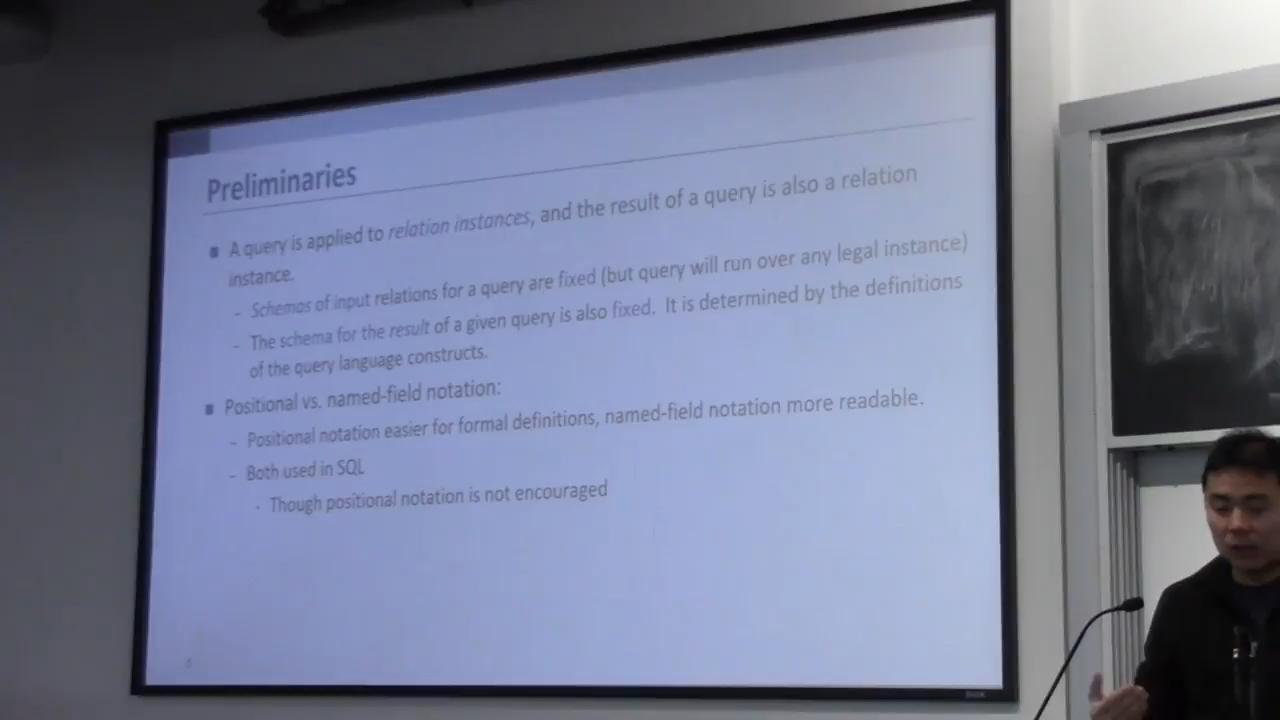 Preliminaries
A query is applied to relation instances, and the result of a query is also a relation
instance.
- Schemas of input relations for a query are fixed (but query will run over any legal instance)
- The schema for the result of a given query is also fixed. It is determined by the definitions
of the query language constructs.
Positional vs. named-field notation:
- Positional notation easier for formal definitions, named-field notation more readable.
- Both used in SQL
- Though positional notation is not encouraged